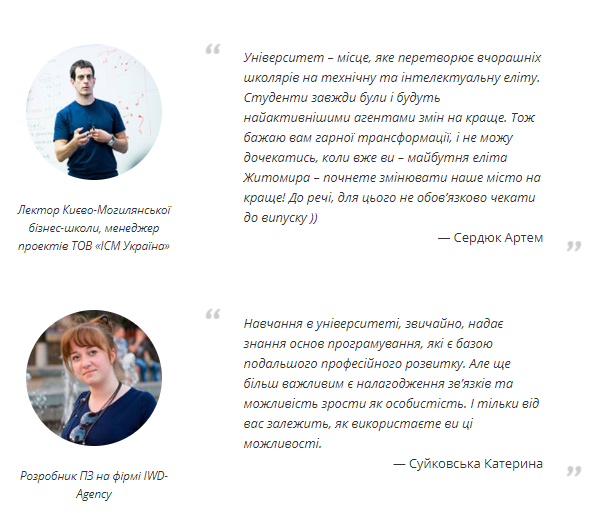 “
Університет – місце, яке перетворює вчорашніх
школярів на технічну та інтелектуальну еліту.
Студенти завжди були і будуть
найактивнішими агентами змін на краще. Тож
бажаю вам гарної трансформації, і не можу
дочекатись, коли вже ви – майбутня еліта
Житомира – почнете змінювати наше місто на
краще! До речі, для цього не обов’язково чекати
до випуску ))
— Сердюк Артем
”
Лектор Києво-Могилянської
бізнес-школи, менеджер
проектів ТОВ «ІСМ Україна»
“
Навчання в університеті, звичайно, надає
знання основ програмування, які є базою
подальшого професійного розвитку. Але ще
більш важливим є налагодження зв’язків та
можливість зрости як особистість. І тільки від
вас залежить, як використаєте ви ці
можливості.
— Суйковська Катерина
”
Розробник ПЗ на фірмі IWD-
Agency